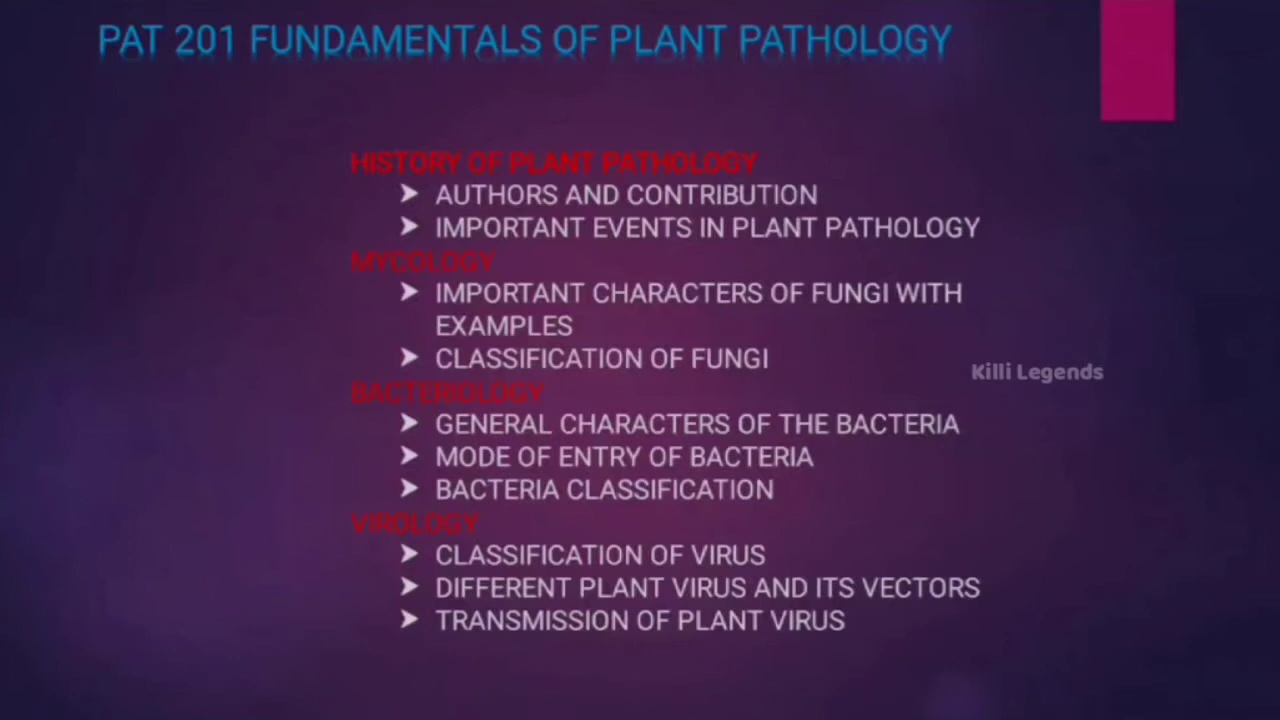 PAT 201 FUNDAMENTALS OF PLANT PATHOLOGY
HISTORY OF PLANT PATHOLOGY
➤ AUTHORS AND CONTRIBUTION
➤ IMPORTANT EVENTS IN PLANT PATHOLOGY
MYCOLOGY
➤ IMPORTANT CHARACTERS OF FUNGI WITH
EXAMPLES
➤ CLASSIFICATION OF FUNGI
Killi Legends
BACTERIOLOGY
➤ GENERAL CHARACTERS OF THE BACTERIA
➤ MODE OF ENTRY OF BACTERIA
➤ BACTERIA CLASSIFICATION
VIROLOGY
➤ CLASSIFICATION OF VIRUS
➤ DIFFERENT PLANT VIRUS AND ITS VECTORS
➤ TRANSMISSION OF PLANT VIRUS